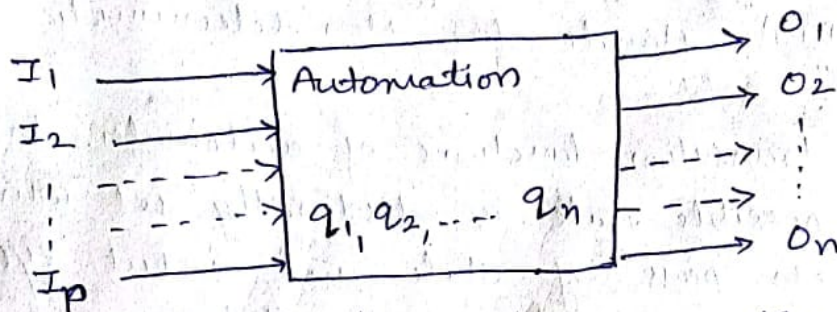 I1
I2
Ip
Automation
q1, q2, .... qn
O1
O2
On